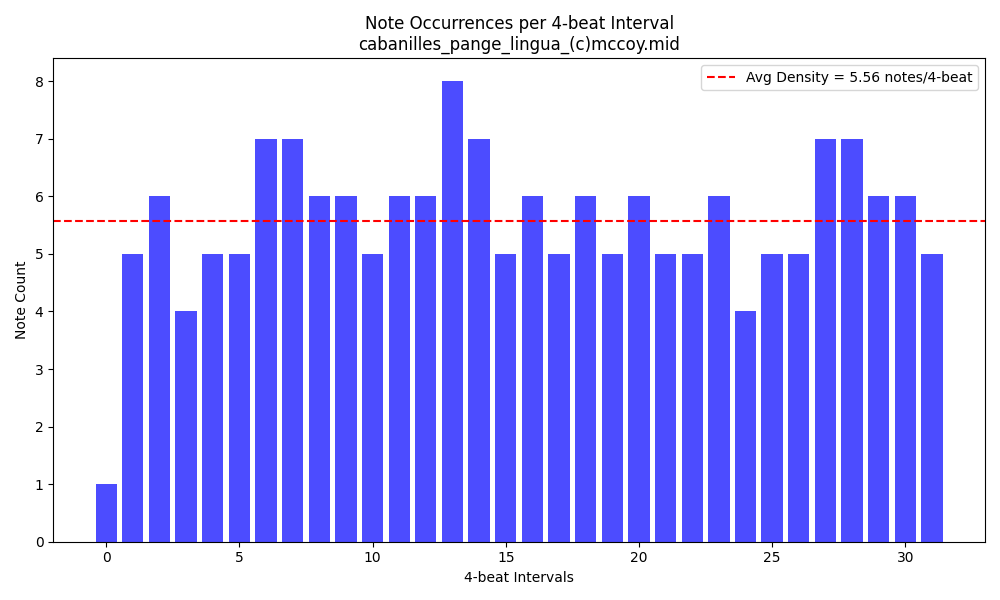 Note Occurrences per 4-beat Interval
cabanilles_pange_lingua_(c)mccoy.mid
Avg Density = 5.56 notes/4-beat
Note Count
8
7
6
5
4
3
2
1
0
0 5 10 15 20 25 30
4-beat Intervals